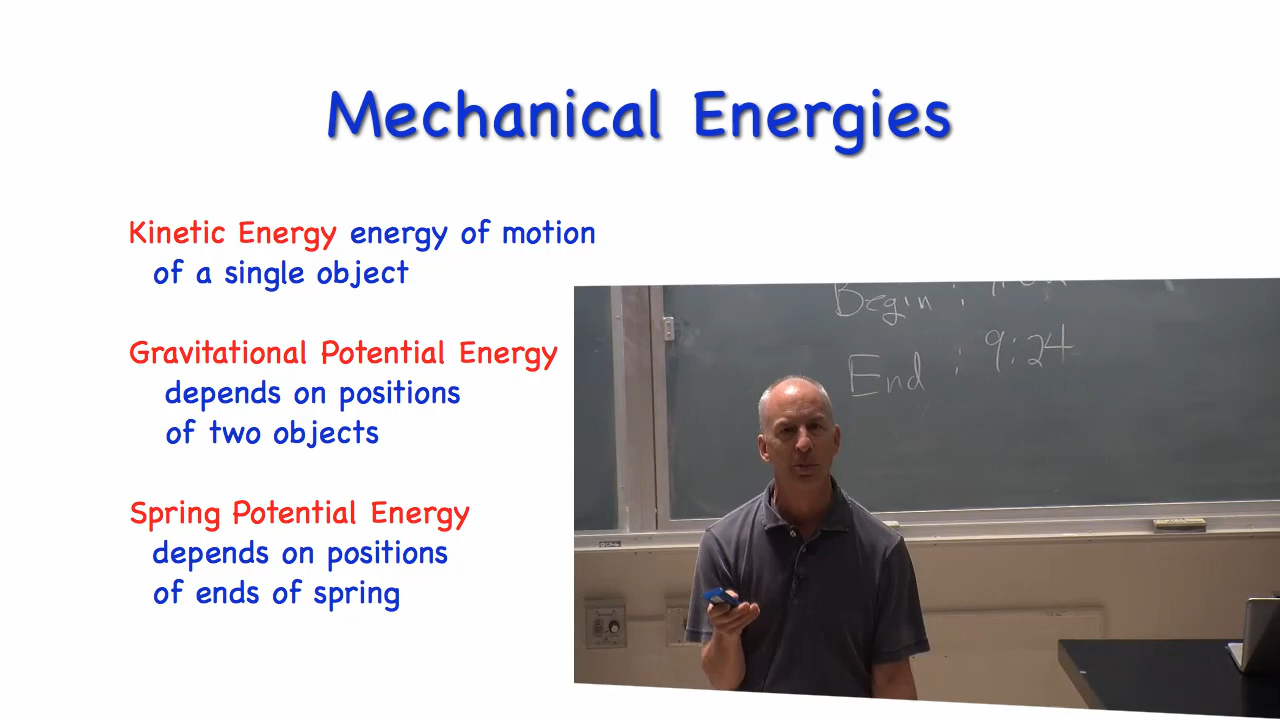 Mechanical Energies
Kinetic Energy energy of motion
of a single object
Gravitational Potential Energy
depends on positions
of two objects
Spring Potential Energy
depends on positions
of ends of spring
Begin :
End : 9:24